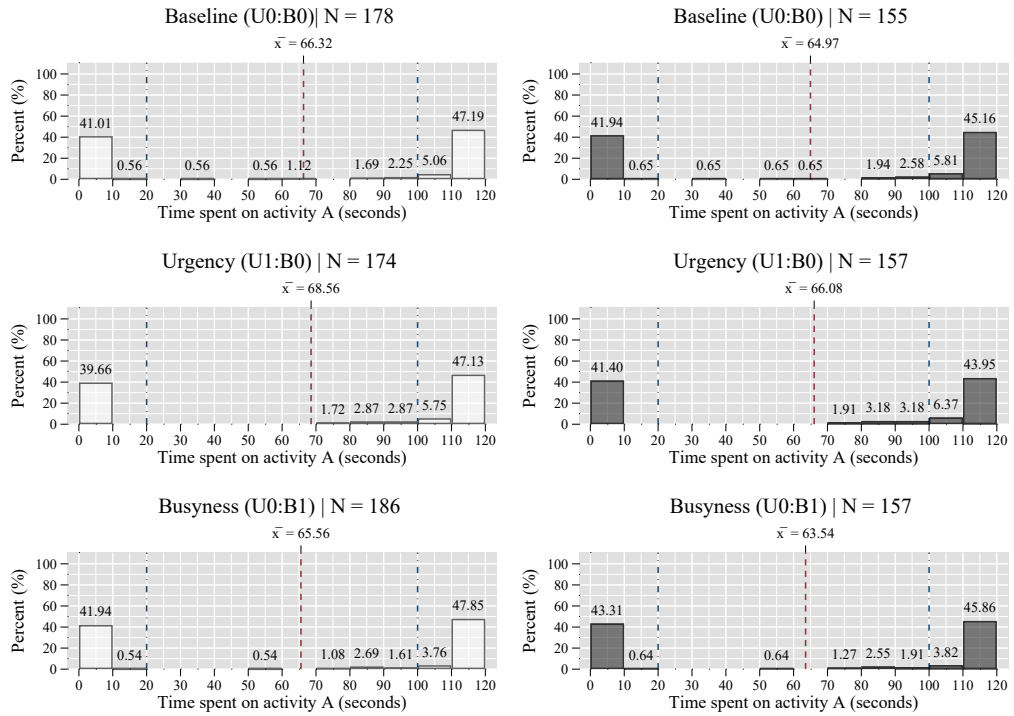 Baseline (U0:B0)| N = 178
x̄ = 66.32
Percent (%)
100
80
60
40
20
0
41.01
0.56
0.56
0.56
1.12
1.69
2.25
5.06
47.19
0 10 20 30 40 50 60 70 80 90 100 110 120
Time spent on activity A (seconds)
Baseline (U0:B0) | N = 155
x̄ = 64.97
Percent (%)
100
80
60
40
20
0
41.94
0.65
0.65
0.65
0.65
1.94
2.58
5.81
45.16
0 10 20 30 40 50 60 70 80 90 100 110 120
Time spent on activity A (seconds)
Urgency (U1:B0) | N = 174
x̄ = 68.56
Percent (%)
100
80
60
40
20
0
39.66
1.72
2.87
2.87
5.75
47.13
0 10 20 30 40 50 60 70 80 90 100 110 120
Time spent on activity A (seconds)
Urgency (U1:B0) | N = 157
x̄ = 66.08
Percent (%)
100
80
60
40
20
0
41.40
1.91
3.18
3.18
6.37
43.95
0 10 20 30 40 50 60 70 80 90 100 110 120
Time spent on activity A (seconds)
Busyness (U0:B1) | N = 186
x̄ = 65.56
Percent (%)
100
80
60
40
20
0
41.94
0.54
0.54
1.08
2.69
1.61
3.76
47.85
0 10 20 30 40 50 60 70 80 90 100 110 120
Time spent on activity A (seconds)
Busyness (U0:B1) | N = 157
x̄ = 63.54
Percent (%)
100
80
60
40
20
0
43.31
0.64
0.64
1.27
2.55
1.91
3.82
45.86
0 10 20 30 40 50 60 70 80 90 100 110 120
Time spent on activity A (seconds)